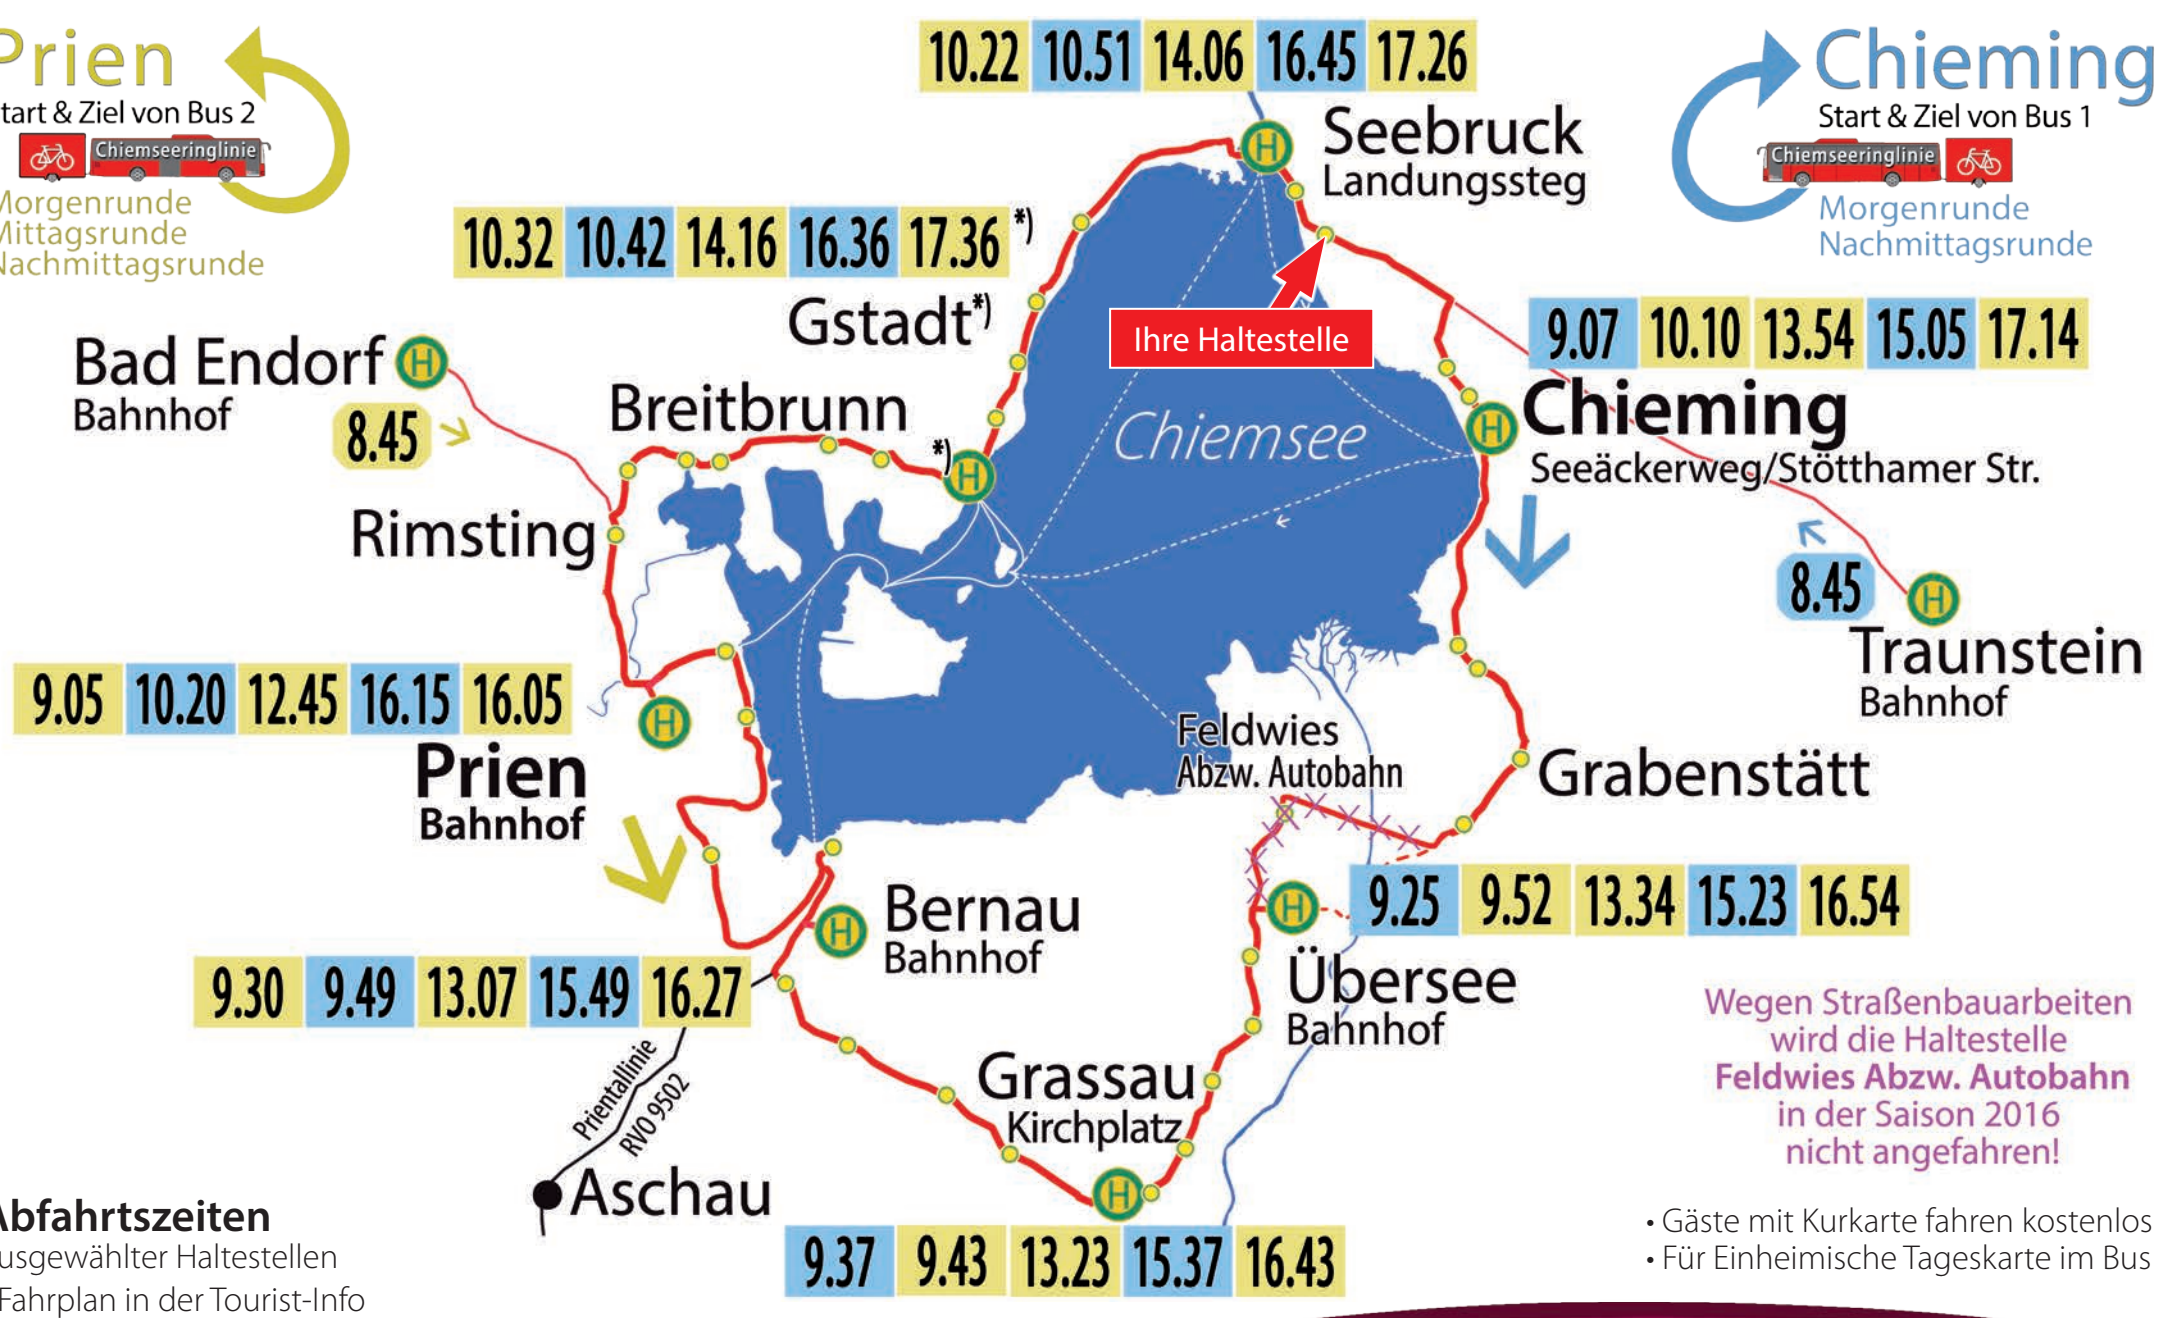 Prien
Start & Ziel von Bus 2
Chiemseeringlinie
Morgenrunde
Mittagsrunde
Nachmittagsrunde
10.22 10.51 14.06 16.45 17.26
Seebruck
Landungssteg
Chieming
Start & Ziel von Bus 1
Chiemseeringlinie
Morgenrunde
Nachmittagsrunde
10.32 10.42 14.16 16.36 17.36 *)
Gstadt*)
Ihre Haltestelle
9.07 10.10 13.54 15.05 17.14
Chieming
Seeäckerweg/Stötthamer Str.
Bad Endorf H
Bahnhof
8.45
Breitbrunn
*)
H
H
H
Chiemsee
Rimsting
8.45
H
Traunstein
Bahnhof
9.05 10.20 12.45 16.15 16.05
H
Prien
Bahnhof
Feldwies
Abzw. Autobahn
Grabenstätt
9.25 9.52 13.34 15.23 16.54
H
Übersee
Bahnhof
H
Bernau
Bahnhof
9.30 9.49 13.07 15.49 16.27
Prientallinie
RVO 9502
Aschau
Grassau
Kirchplatz
H
9.37 9.43 13.23 15.37 16.43
Wegen Straßenbauarbeiten
wird die Haltestelle
Feldwies Abzw. Autobahn
in der Saison 2016
nicht angefahren!
Abfahrtszeiten
ausgewählter Haltestellen
Fahrplan in der Tourist-Info
• Gäste mit Kurkarte fahren kostenlos
• Für Einheimische Tageskarte im Bus